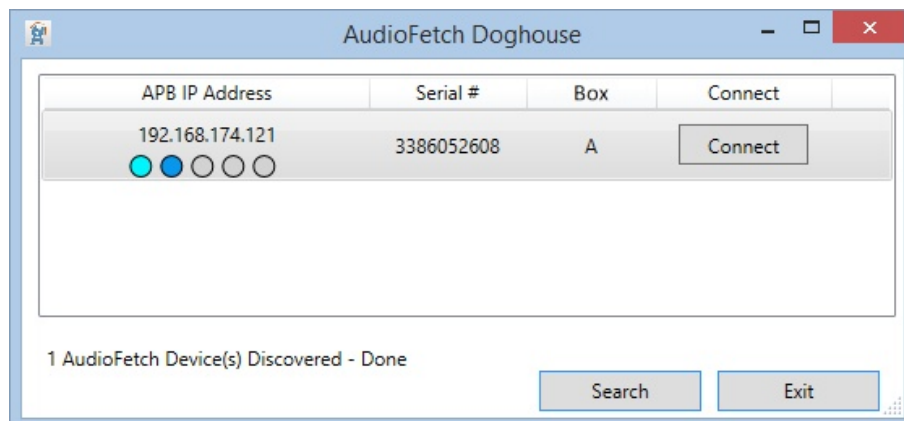 AudioFetch Doghouse
APB IP Address Serial # Box Connect
192.168.174.121
3386052608 A Connect
1 AudioFetch Device(s) Discovered - Done
Search Exit